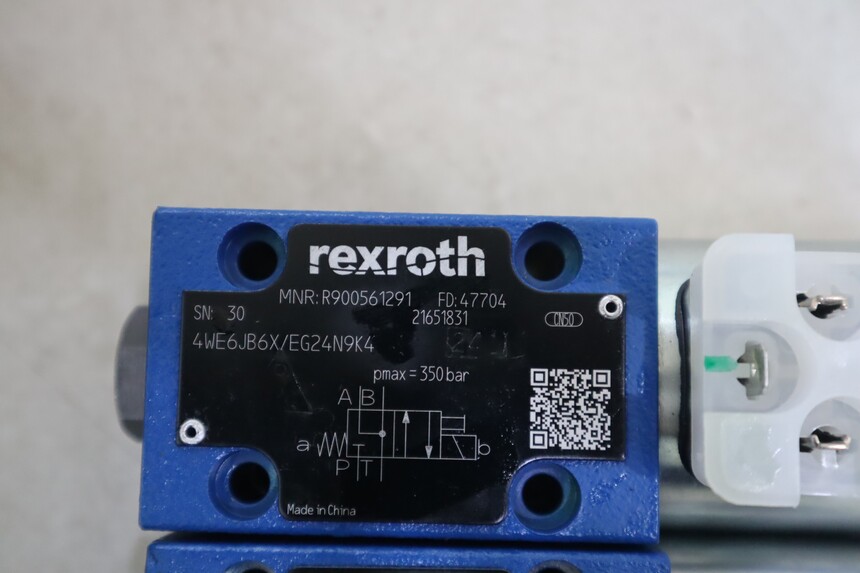 rexroth
MNR: R900561291 FD: 47704
SN: 30 21651831 CN50
4WE6JB6X/EG24N9K4
pmax = 350 bar
A B
a b
P T
Made in China